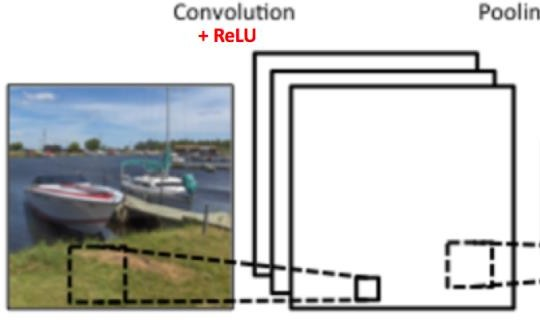 Convolution
+ ReLU
Poolin